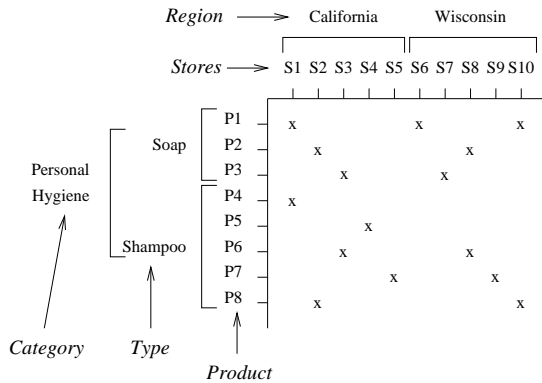 Region California Wisconsin
Stores S1 S2 S3 S4 S5 S6 S7 S8 S9 S10
P1 x x x
Soap P2 x x
Personal P3 x x
Hygiene P4 x
P5 x
Shampoo P6 x x
P7 x x
P8 x x
Category Type
Product